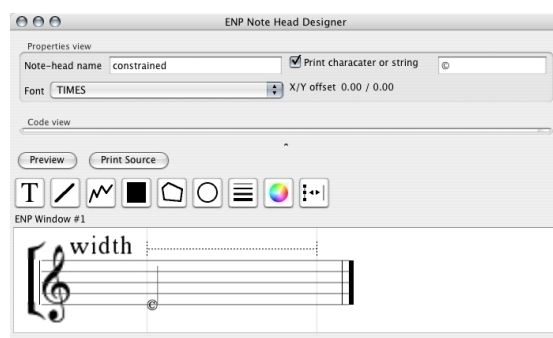 ENP Note Head Designer
Properties view
Note-head name constrained Print characater or string ©
Font TIMES X/Y offset 0.00 / 0.00
Code view
Preview Print Source
T
ENP Window #1
width
©